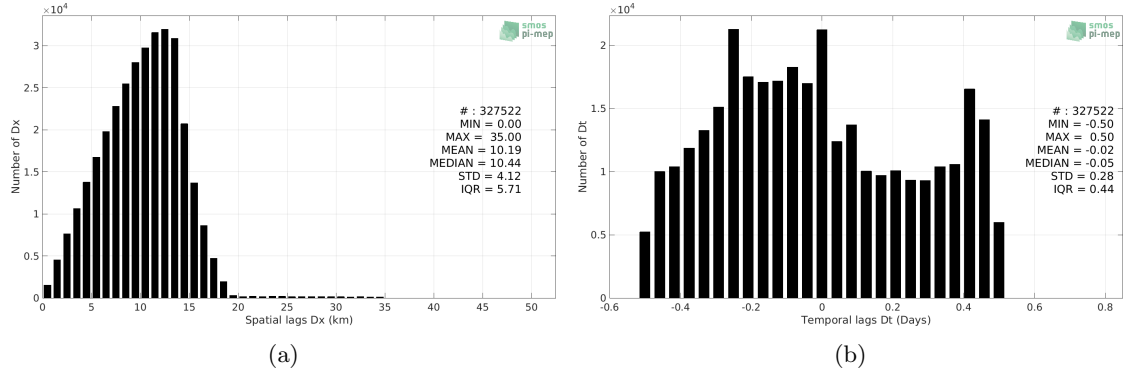 ×10⁴
smos
pi-mep
3
2.5
2
1.5
1
0.5
0
Number of Dx
# : 327522
MIN = 0.00
MAX = 35.00
MEAN = 10.19
MEDIAN = 10.44
STD = 4.12
IQR = 5.71
0 5 10 15 20 25 30 35 40 45 50
Spatial lags Dx (km)
(a)
×10⁴
smos
pi-mep
2
1.5
1
0.5
0
Number of Dt
# : 327522
MIN = -0.50
MAX = 0.50
MEAN = -0.02
MEDIAN = -0.05
STD = 0.28
IQR = 0.44
-0.6 -0.4 -0.2 0 0.2 0.4 0.6 0.8
Temporal lags Dt (Days)
(b)